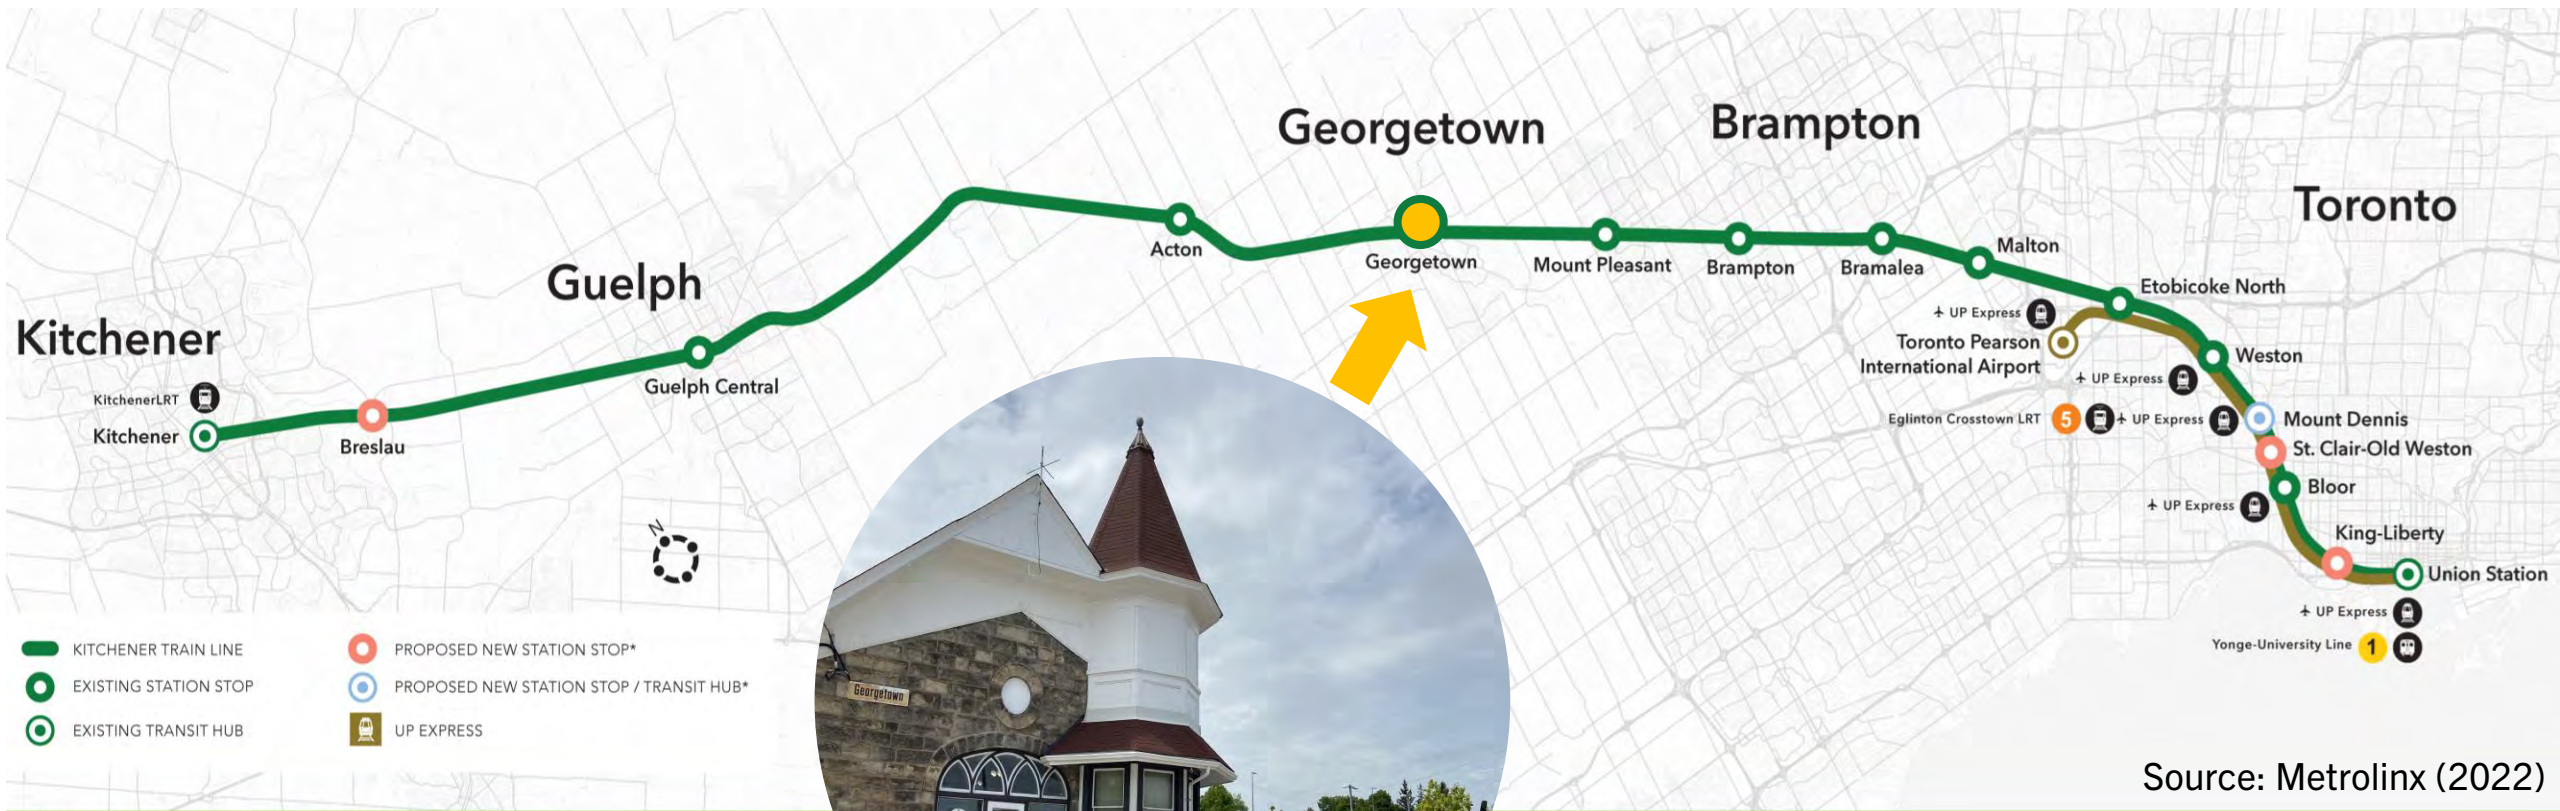 Georgetown
Brampton
Toronto
Guelph
Kitchener
Acton
Georgetown
Mount Pleasant
Brampton
Bramalea
Malton
Etobicoke North
UP Express
Toronto Pearson
International Airport
Weston
UP Express
Guelph Central
KitchenerLRT
Kitchener
Breslau
Eglinton Crosstown LRT 5 UP Express
Mount Dennis
St. Clair-Old Weston
Bloor
UP Express
King-Liberty
Union Station
UP Express
Yonge-University Line 1
N
KITCHENER TRAIN LINE
EXISTING STATION STOP
EXISTING TRANSIT HUB
PROPOSED NEW STATION STOP*
PROPOSED NEW STATION STOP / TRANSIT HUB*
UP EXPRESS
Georgetown
Source: Metrolinx (2022)